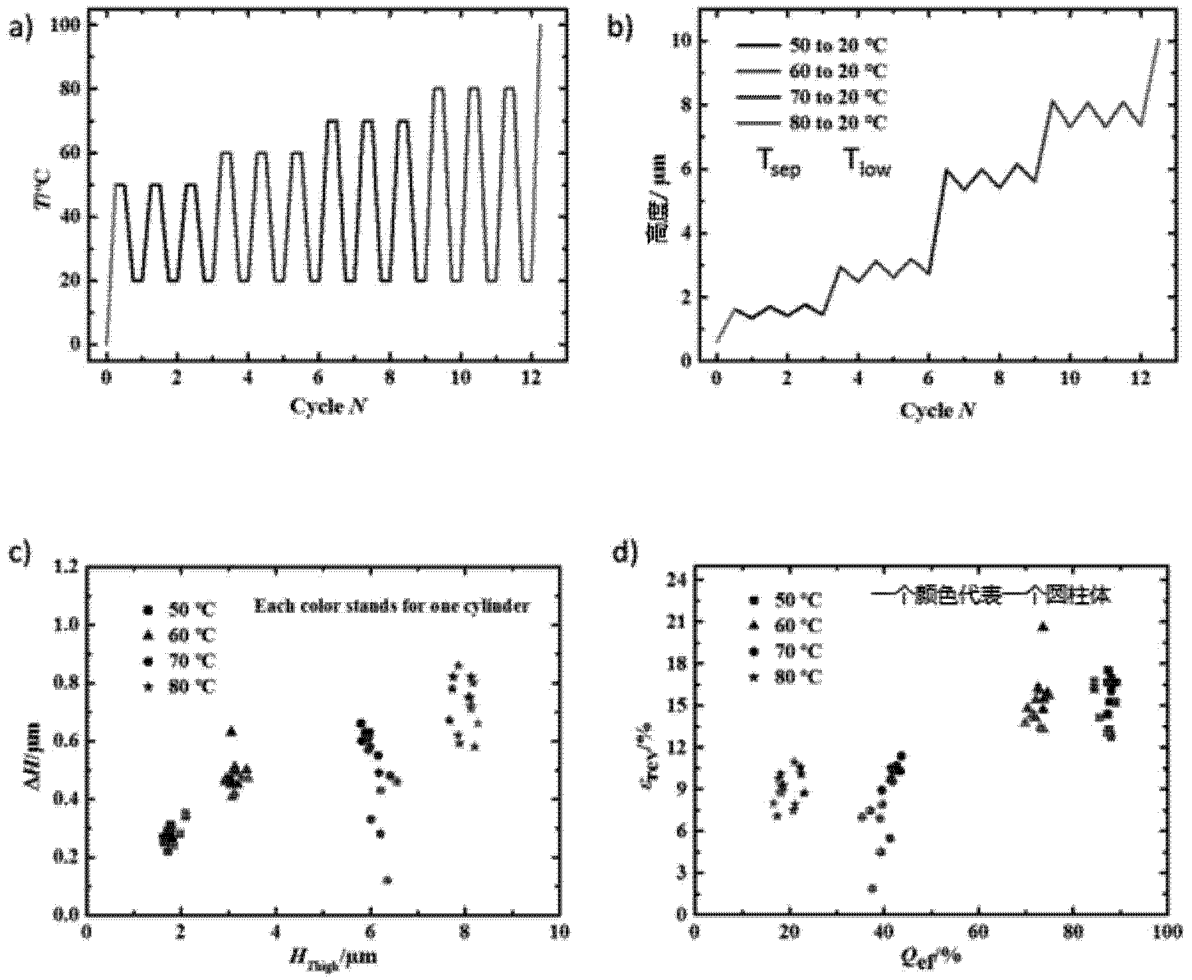 a)
100
80
60
40
20
0
T/°C
0 2 4 6 8 10 12
Cycle N
b)
10
8
6
4
2
0
高度/ μm
50 to 20 °C
60 to 20 °C
70 to 20 °C
80 to 20 °C
Tsep Tlow
0 2 4 6 8 10 12
Cycle N
c)
1.2
1.0
0.8
0.6
0.4
0.2
0.0
ΔH/μm
50 °C
60 °C
70 °C
80 °C
Each color stands for one cylinder
0 2 4 6 8 10
HThigh/μm
d)
24
21
18
15
12
9
6
3
0
εrev/%
50 °C
60 °C
70 °C
80 °C
一个颜色代表一个圆柱体
0 20 40 60 80 100
Qef/%